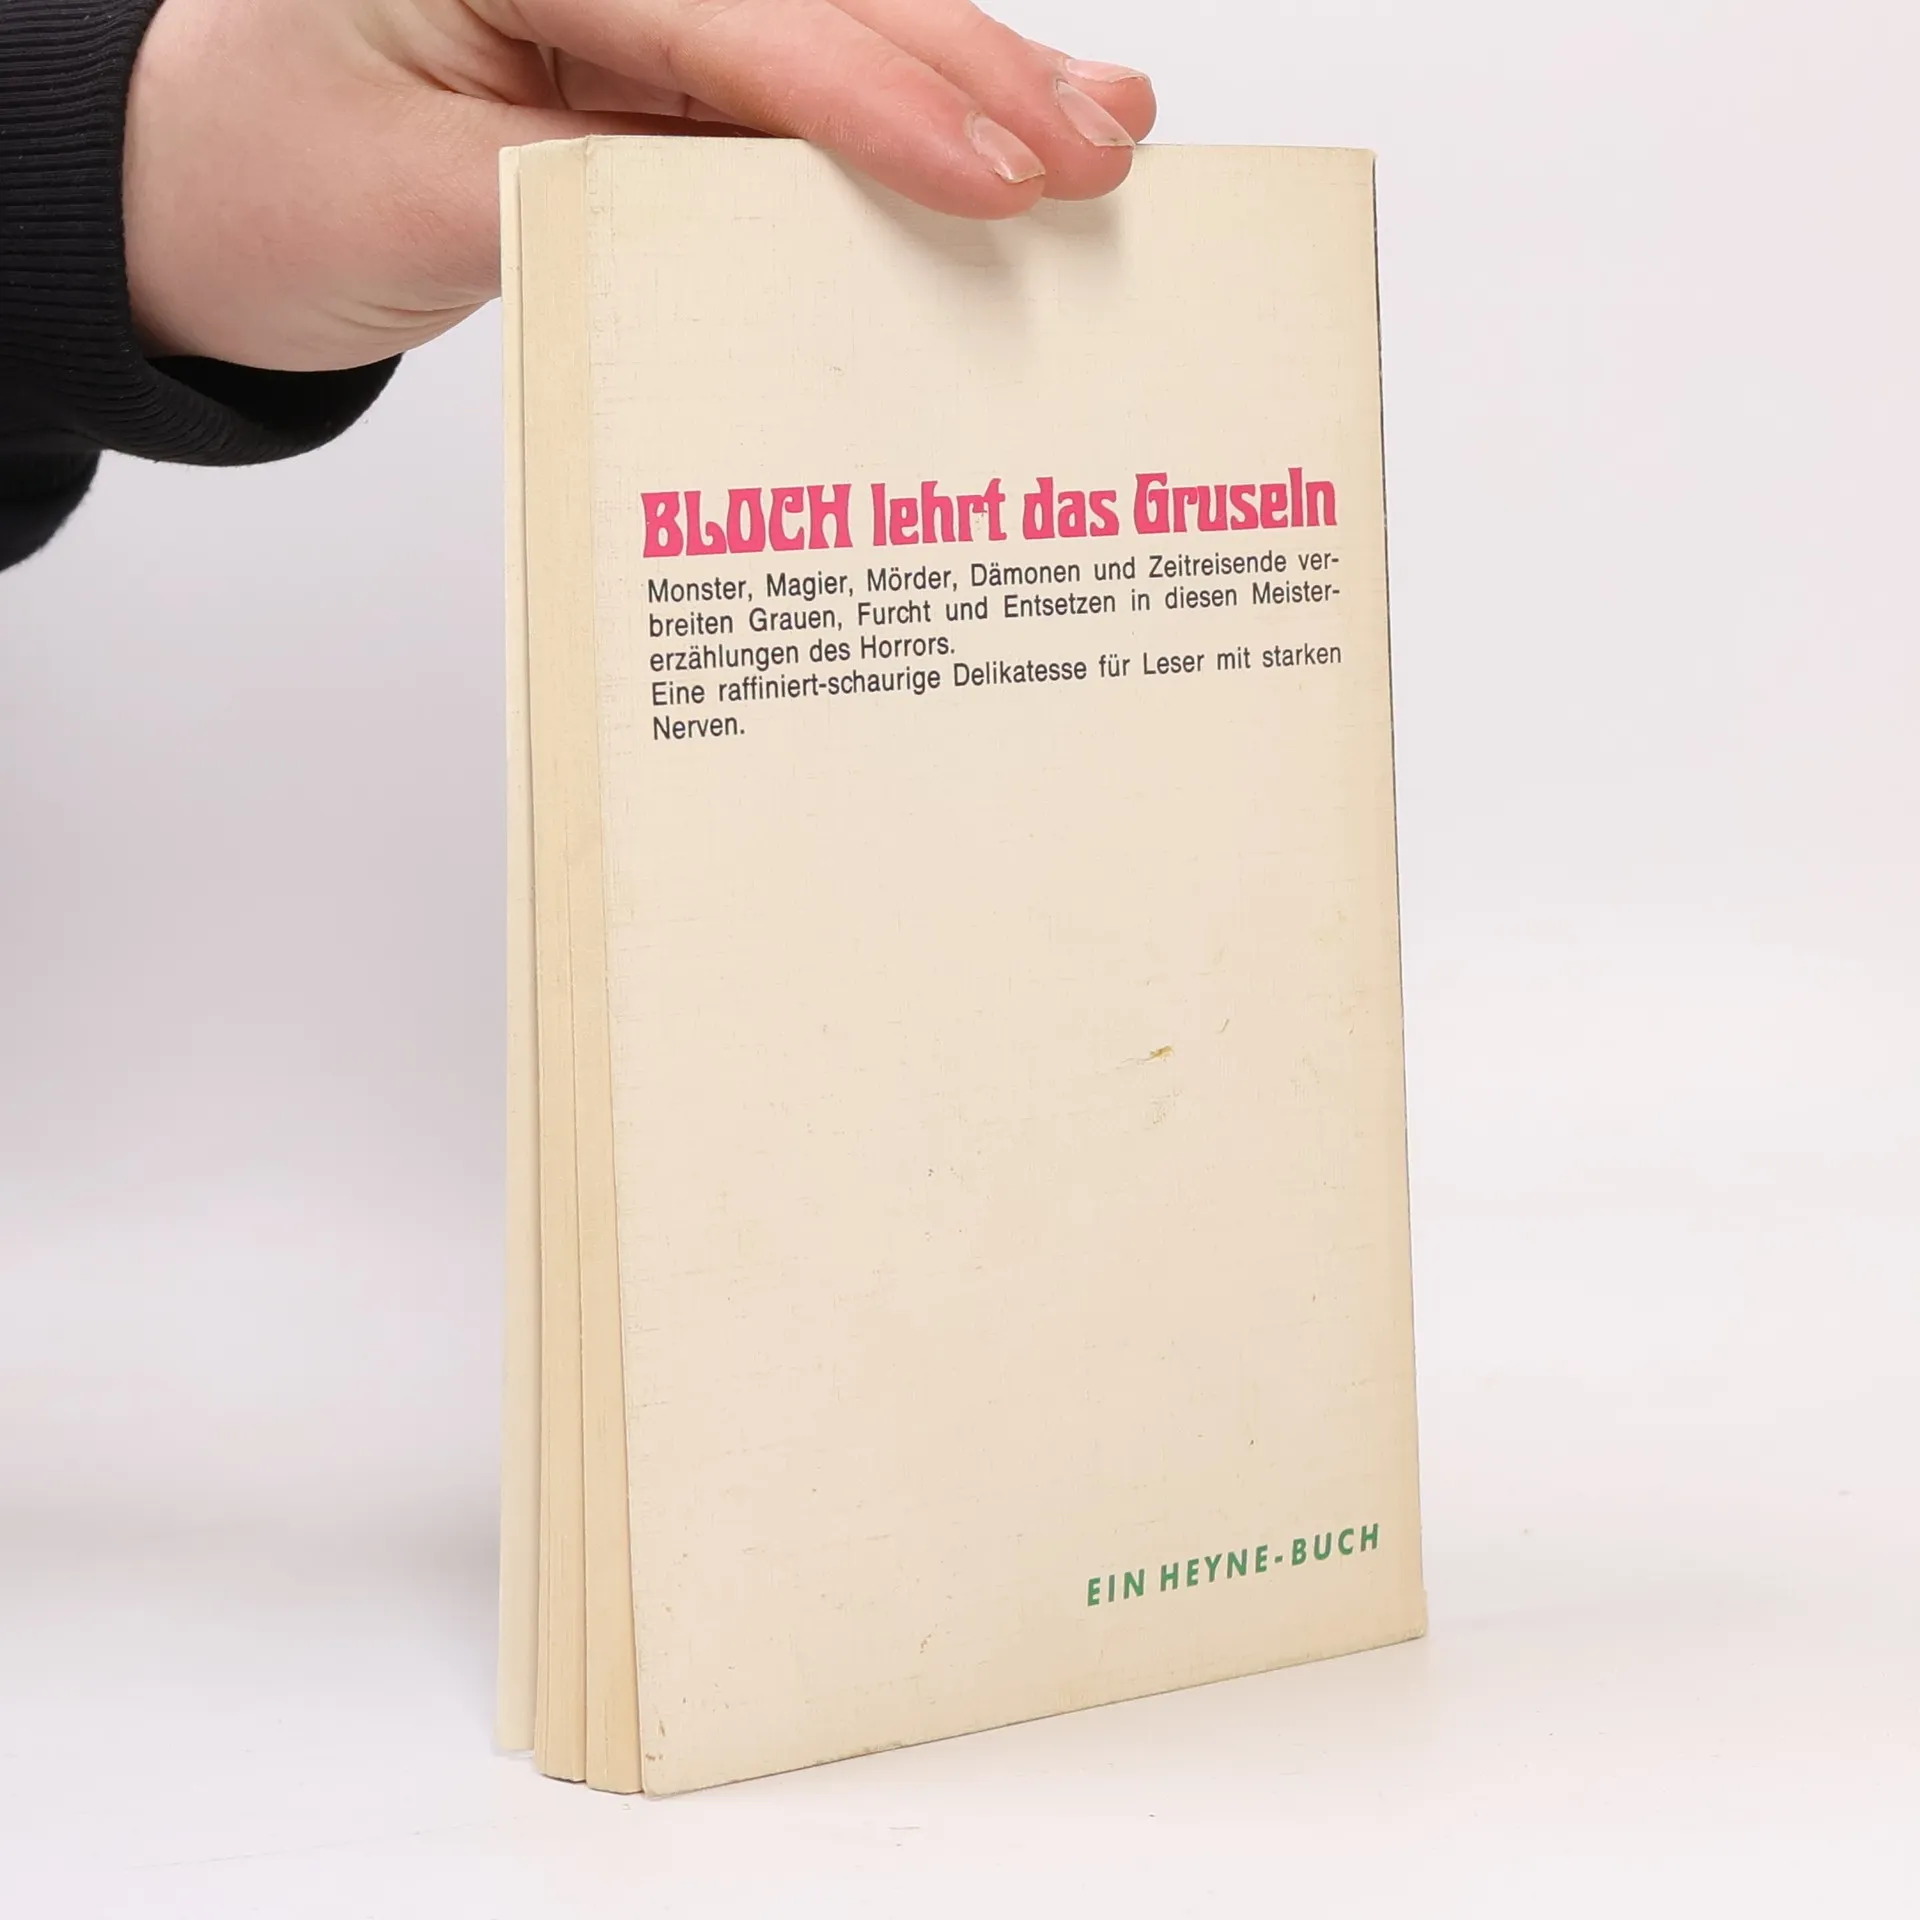 BLOCH lehrt das Gruseln
Monster, Magier, Mörder, Dämonen und Zeitreisende ver-
breiten Grauen, Furcht und Entsetzen in diesen Meister-
erzählungen des Horrors.
Eine raffiniert-schaurige Delikatesse für Leser mit starken
Nerven.
EIN HEYNE-BUCH